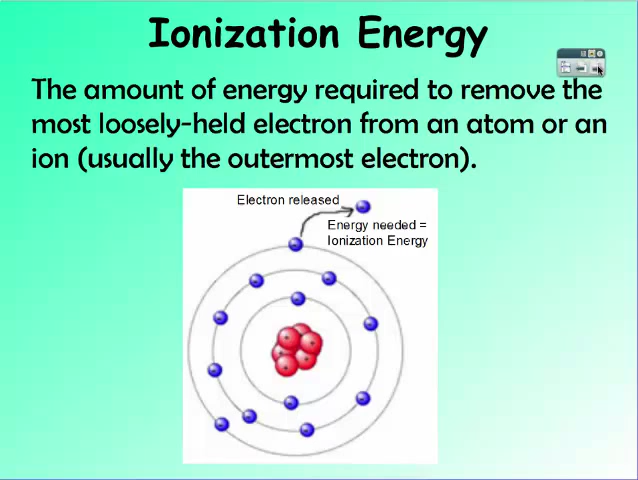 Ionization Energy
The amount of energy required to remove the
most loosely-held electron from an atom or an
ion (usually the outermost electron).
Electron released
Energy needed =
Ionization Energy